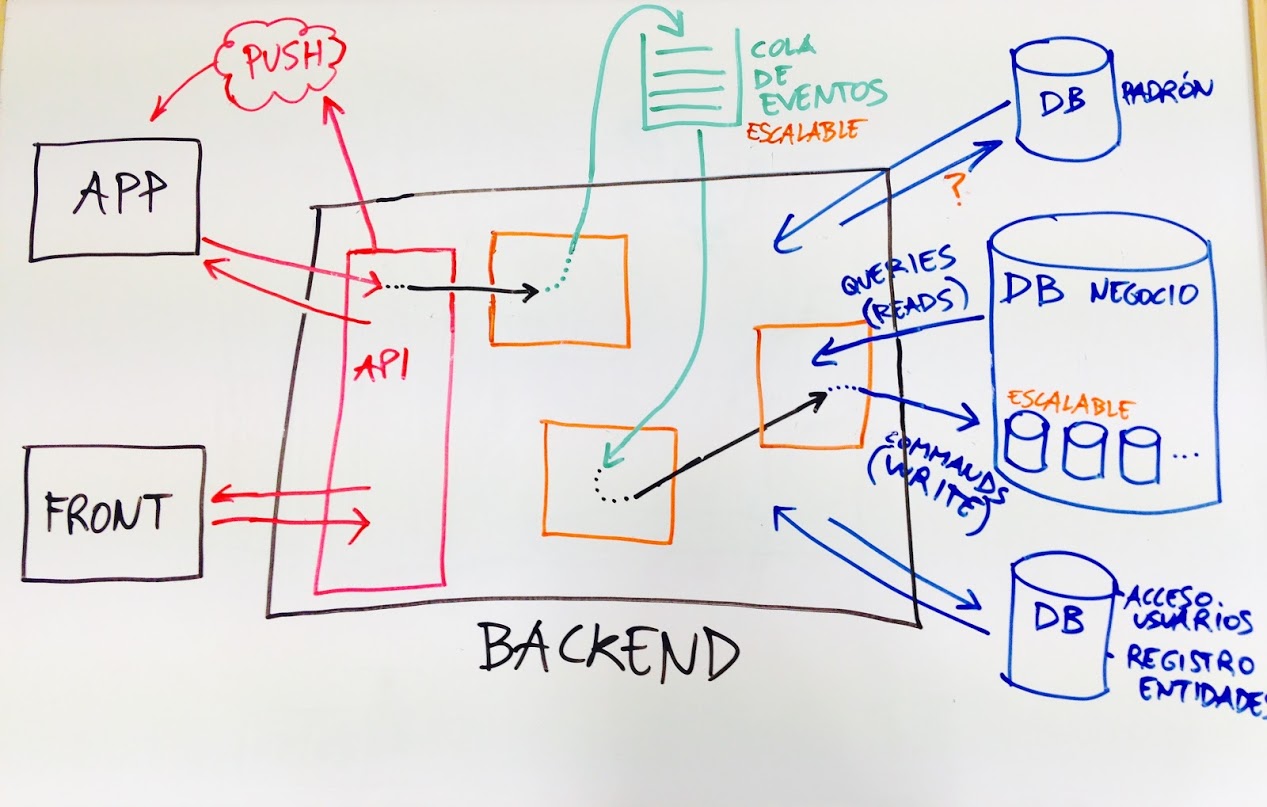 PUSH
COLA
DE
EVENTOS
ESCALABLE
DB
PADRÓN
APP
?
QUERIES
(READS)
DB NEGOCIO
API
ESCALABLE
...
COMMANDS
(WRITE)
FRONT
DB
ACCESO.
USUARIOS
REGISTRO
ENTIDADES
BACKEND